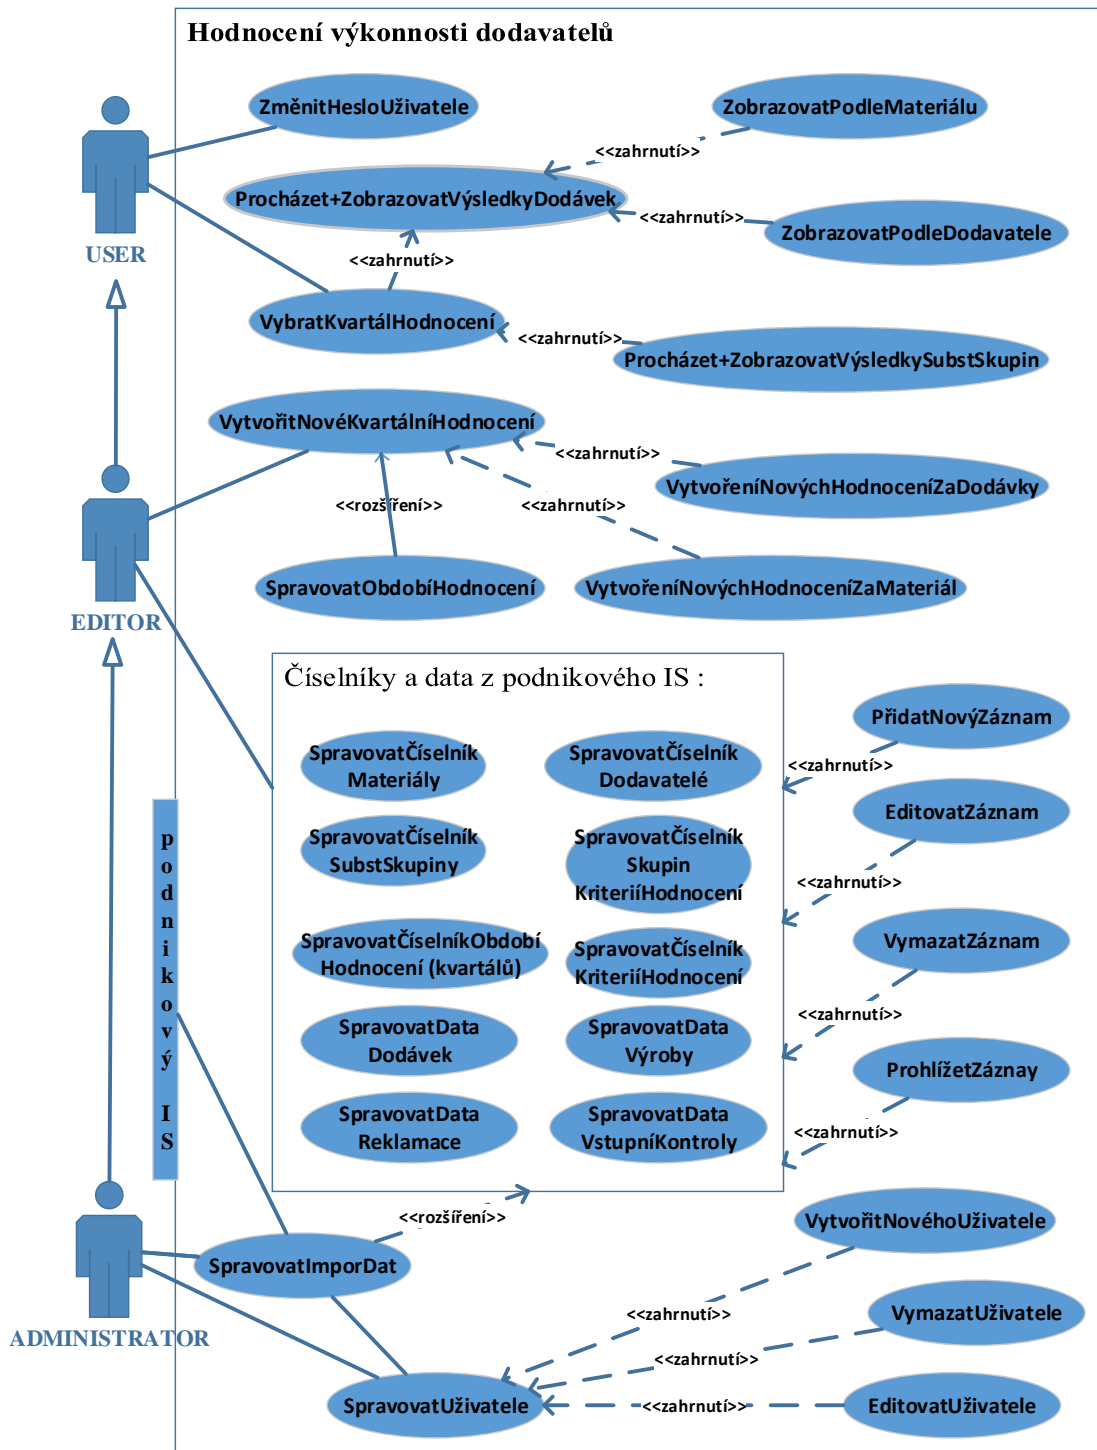 Hodnocení výkonnosti dodavatelů
ZměnitHesloUživatele
ZobrazovatPodleMateriálu
<<zahrnutí>>
Procházet+ZobrazovatVýsledkyDodávek
<<zahrnutí>>
ZobrazovatPodleDodavatele
USER
<<zahrnutí>>
VybratKvartálHodnocení
<<zahrnutí>>
Procházet+ZobrazovatVýsledkySubstSkupin
VytvořitNovéKvartálníHodnocení
<<zahrnutí>>
VytvořeníNovýchHodnoceníZaDodávky
<<rozšíření>>
<<zahrnutí>>
SpravovatObdobíHodnocení
VytvořeníNovýchHodnoceníZaMateriál
EDITOR
Číselníky a data z podnikového IS :
PřidatNovýZáznam
SpravovatČíselník
Materiály
SpravovatČíselník
Dodavatelé
<<zahrnutí>>
EditovatZáznam
SpravovatČíselník
SubstSkupiny
SpravovatČíselník
Skupin
KriteriíHodnocení
<<zahrnutí>>
podnikový IS
SpravovatČíselníkObdobí
Hodnocení (kvartálů)
SpravovatČíselník
KriteriíHodnocení
VymazatZáznam
<<zahrnutí>>
SpravovatData
Dodávek
SpravovatData
Výroby
ProhlížetZáznay
SpravovatData
Reklamace
SpravovatData
VstupníKontroly
<<zahrnutí>>
<<rozšíření>>
VytvořitNovéhoUživatele
SpravovatImporDat
<<zahrnutí>>
VymazatUživatele
ADMINISTRATOR
<<zahrnutí>>
SpravovatUživatele
<<zahrnutí>>
EditovatUživatele